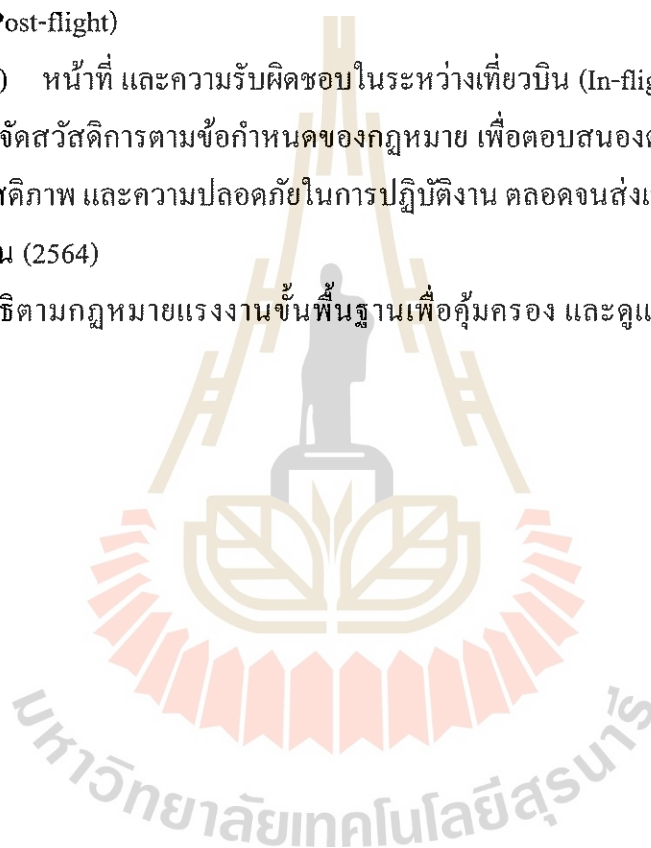 Post-flight)
) หน้าที่ และความรับผิดชอบในระหว่างเที่ยวบิน (In-flig
จัดสวัสดิการตามข้อกำหนดของกฎหมาย เพื่อตอบสนอง
สดิภาพ และความปลอดภัยในการปฏิบัติงาน ตลอดจนส่งเ
น (2564)
ธิตามกฎหมายแรงงานขั้นพื้นฐานเพื่อคุ้มครอง และดูแ
มหาวิทยาลัยเทคโนโลยีสุรนารี